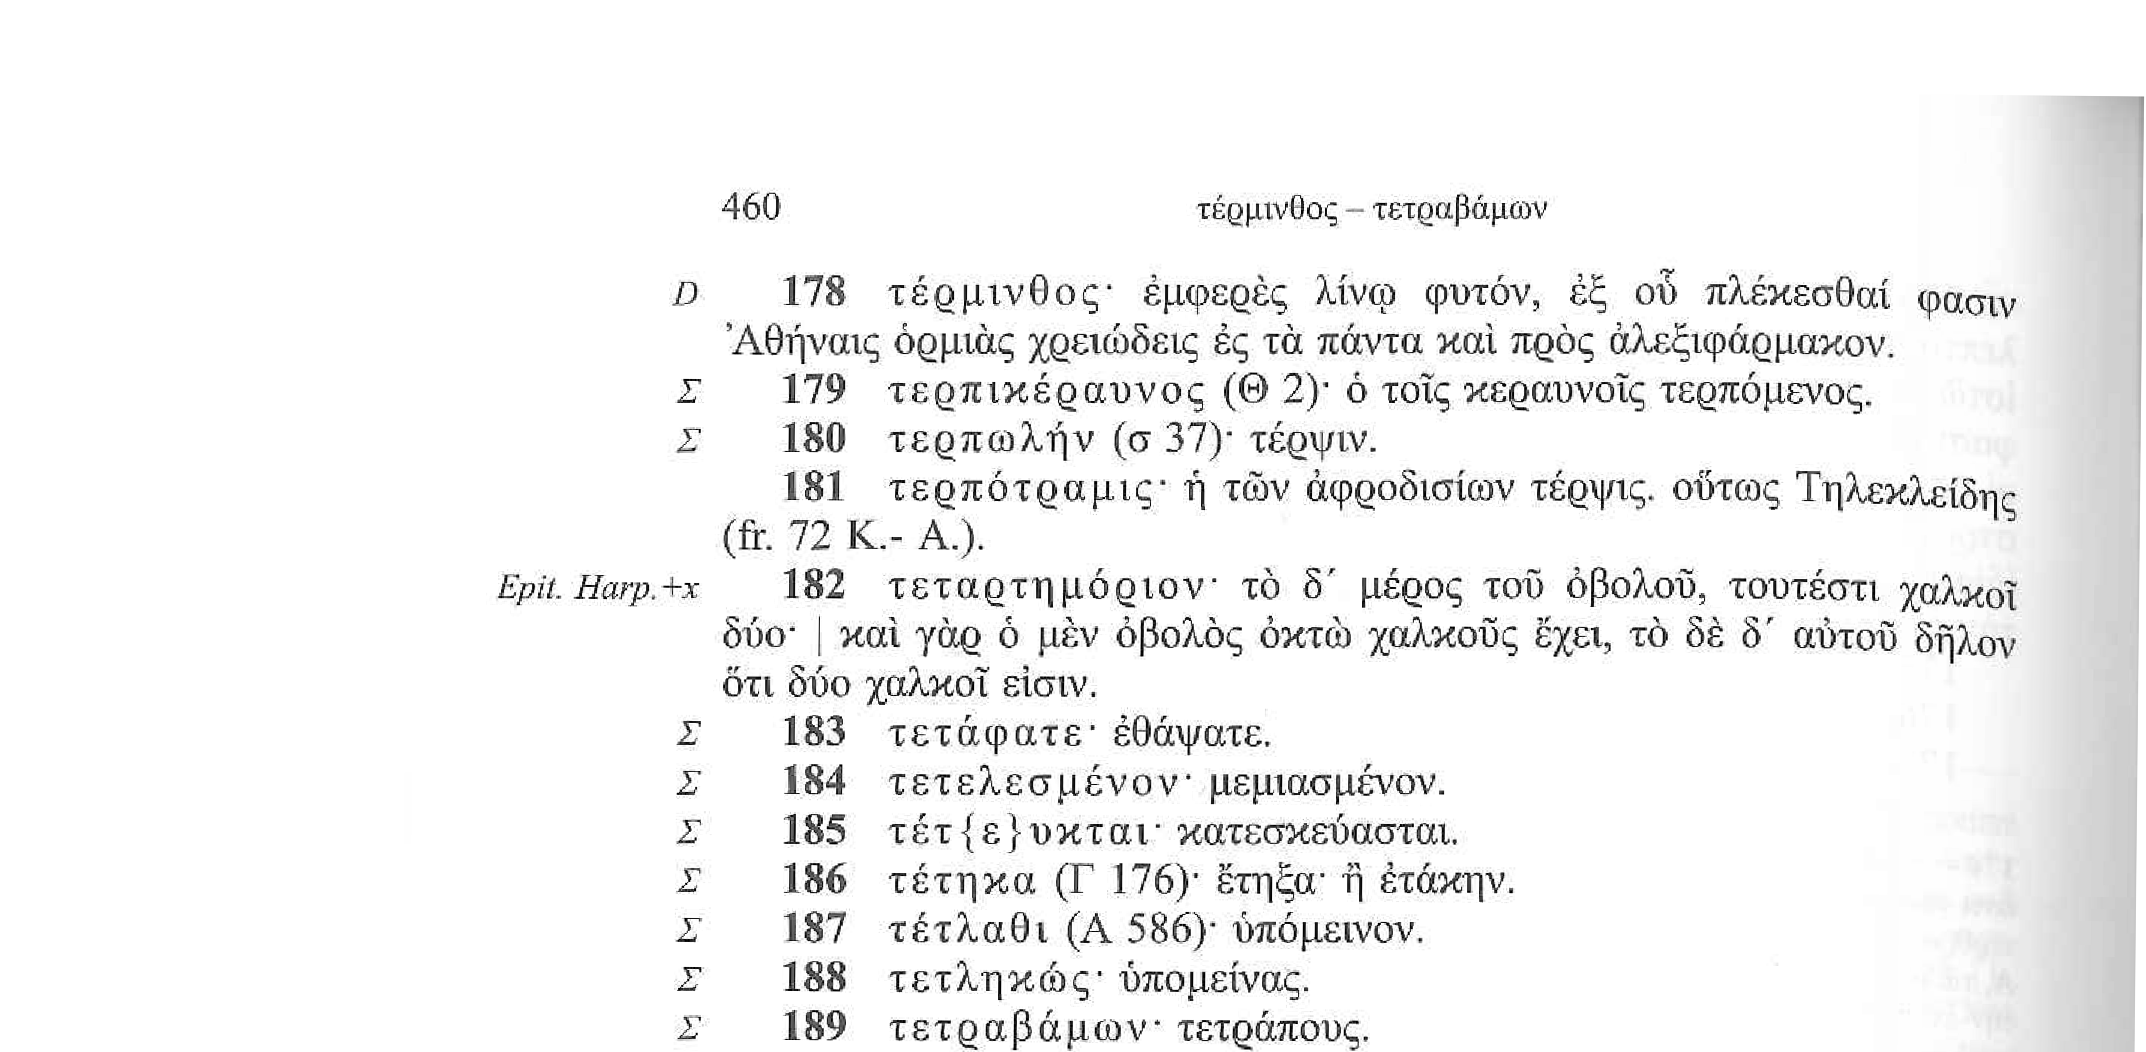 460 τέρμινθος – τετραβάμων
D 178 τέρμινθος· ἐμφερὲς λίνῳ φυτόν, ἐξ οὗ πλέκεσθαί φασιν
Ἀθήναις ὁρμιὰς χρειώδεις ἐς τὰ πάντα καὶ πρὸς ἀλεξιφάρμακον.
Σ 179 τερπικέραυνος (Θ 2)· ὁ τοῖς κεραυνοῖς τερπόμενος.
Σ 180 τερπωλήν (σ 37)· τέρψιν.
181 τερπότραμις· ἡ τῶν ἀφροδισίων τέρψις. οὕτως Τηλεκλείδης
(fr. 72 K.- A.).
Epit. Harp.+x 182 τεταρτημόριον· τὸ δ´ μέρος τοῦ ὀβολοῦ, τουτέστι χαλκοῖ
δύο· | καὶ γὰρ ὁ μὲν ὀβολὸς ὀκτὼ χαλκοῦς ἔχει, τὸ δὲ δ´ αὐτοῦ δῆλον
ὅτι δύο χαλκοῖ εἰσιν.
Σ 183 τετάφατε· ἐθάψατε.
Σ 184 τετελεσμένον· μεμιασμένον.
Σ 185 τέτ{ε}υκται· κατεσκεύασται.
Σ 186 τέτηκα (Γ 176)· ἔτηξα· ἢ ἐτάκην.
Σ 187 τέτλαθι (Α 586)· ὑπόμεινον.
Σ 188 τετληκώς· ὑπομείνας.
Σ 189 τετραβάμων· τετράπους.